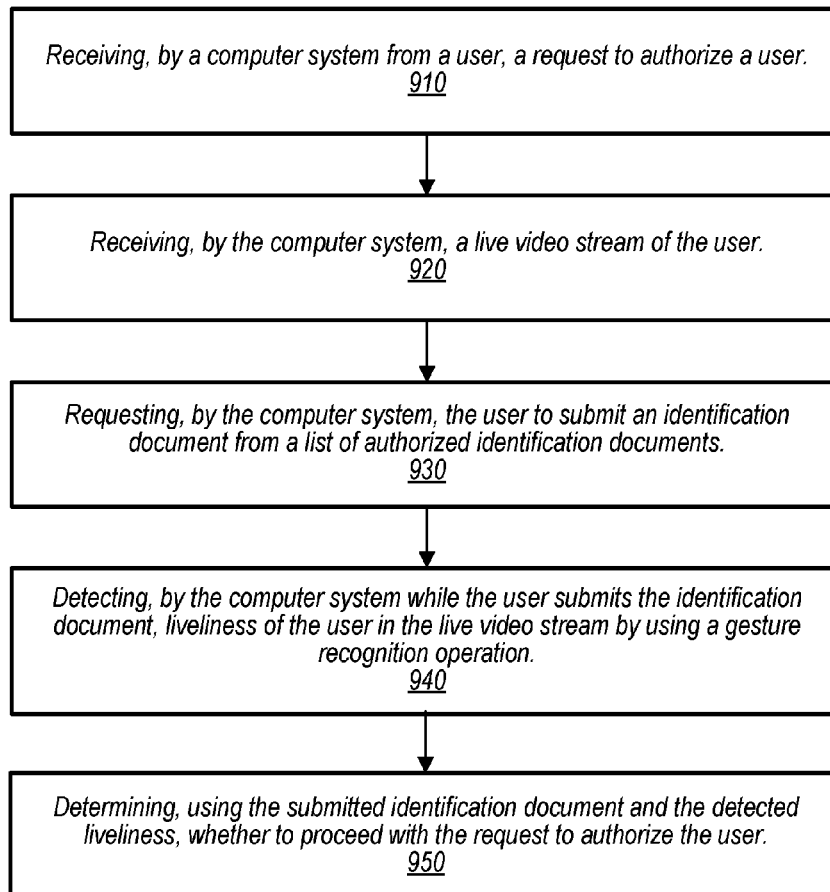 Receiving, by a computer system from a user, a request to authorize a user.
910
Receiving, by the computer system, a live video stream of the user.
920
Requesting, by the computer system, the user to submit an identification
document from a list of authorized identification documents.
930
Detecting, by the computer system while the user submits the identification
document, liveliness of the user in the live video stream by using a gesture
recognition operation.
940
Determining, using the submitted identification document and the detected
liveliness, whether to proceed with the request to authorize the user.
950